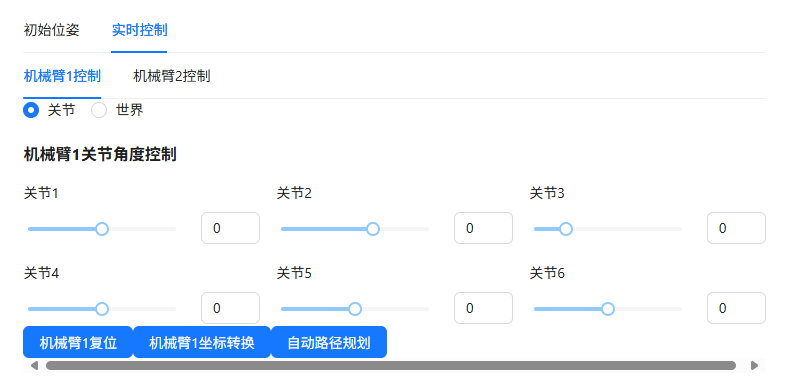 初始位姿 实时控制
机械臂1控制 机械臂2控制
关节 世界
机械臂1关节角度控制
关节1 关节2 关节3
0 0 0
关节4 关节5 关节6
0 0 0
机械臂1复位 机械臂1坐标转换 自动路径规划